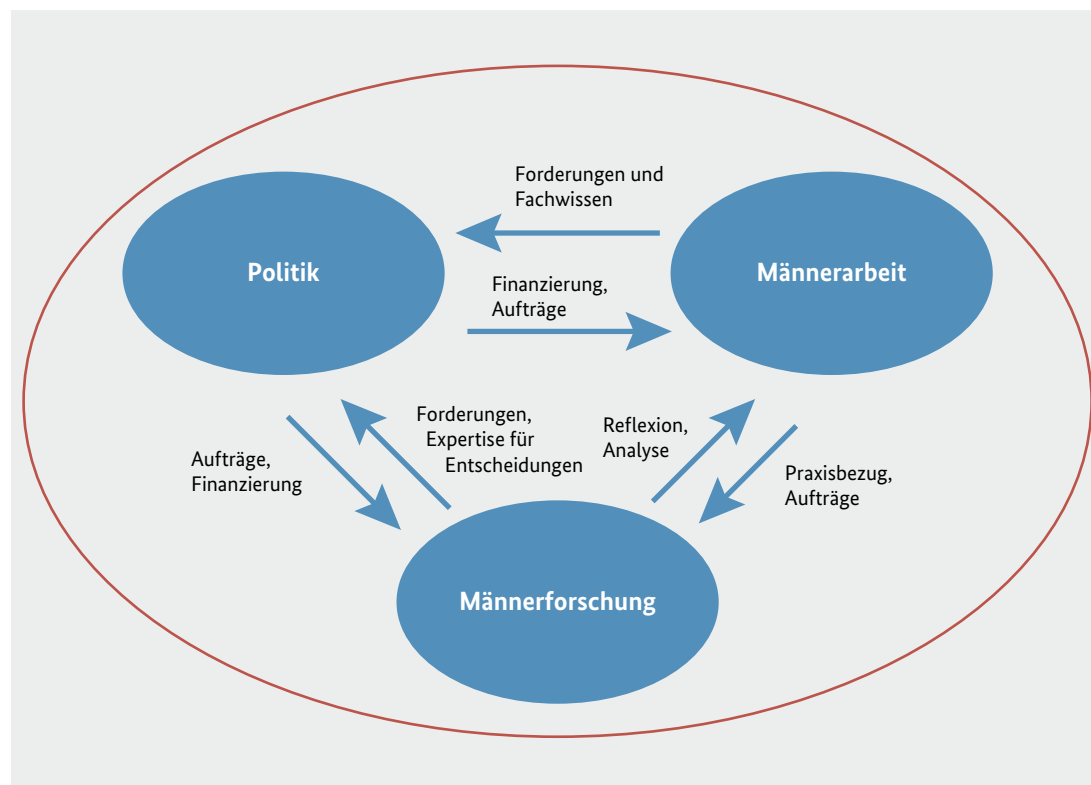 Forderungen und
Fachwissen
Politik
Männerarbeit
Finanzierung,
Aufträge
Forderungen,
Expertise für
Entscheidungen
Reflexion,
Analyse
Aufträge,
Finanzierung
Praxisbezug,
Aufträge
Männerforschung